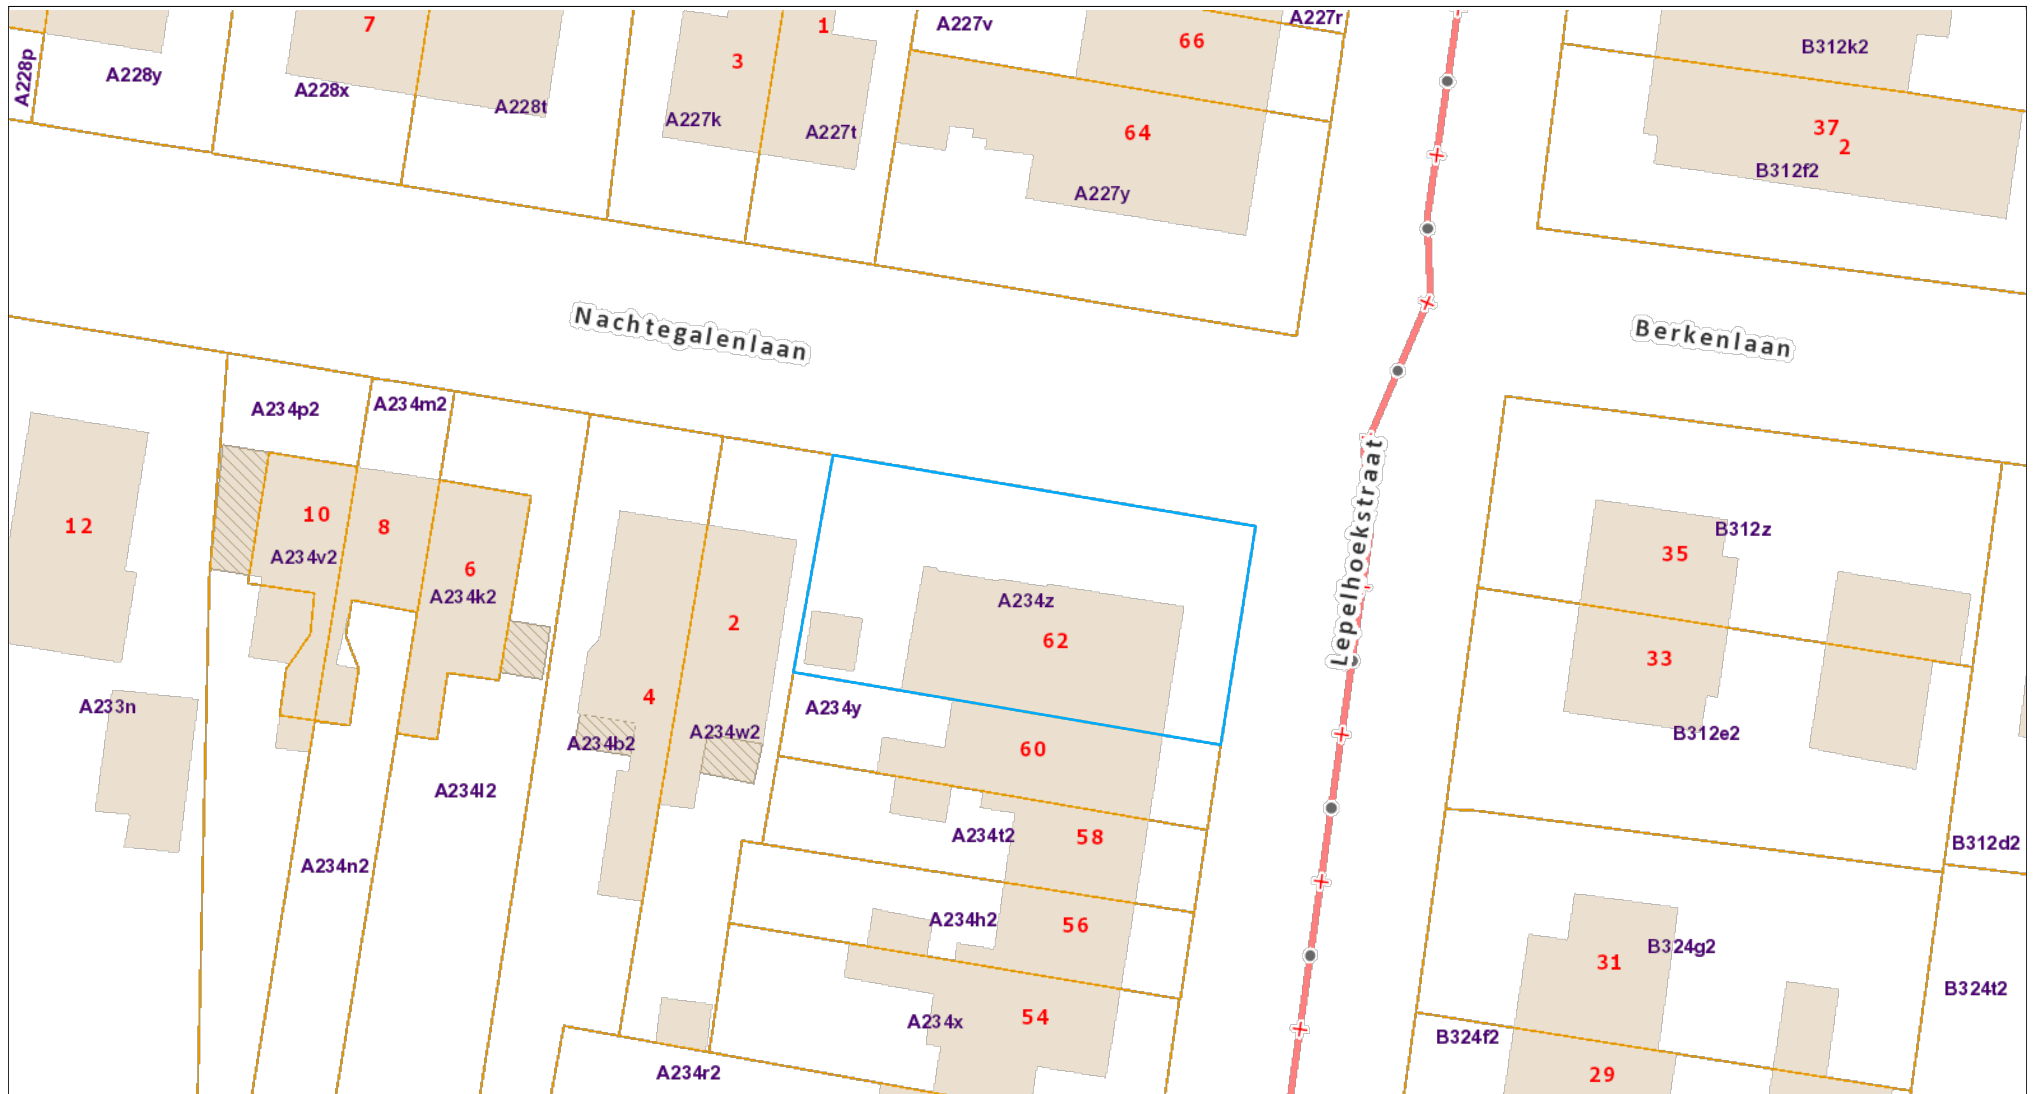 A227v
A227r
7
1
66
3
B312k2
A228p
A228y
A228x
A228t
A227k
A227t
64
37
2
B312f2
A227y
Nachtegalenlaan
Berkenlaan
A234p2
A234m2
12
10
8
A234v2
6
A234k2
Lepelhoekstraat
B312z
35
A234z
62
2
33
4
A233n
A234y
A234b2
A234w2
60
B312e2
A234l2
A234t2
58
B312d2
A234n2
A234h2
56
B324g2
31
B324t2
A234x
54
B324f2
A234r2
29